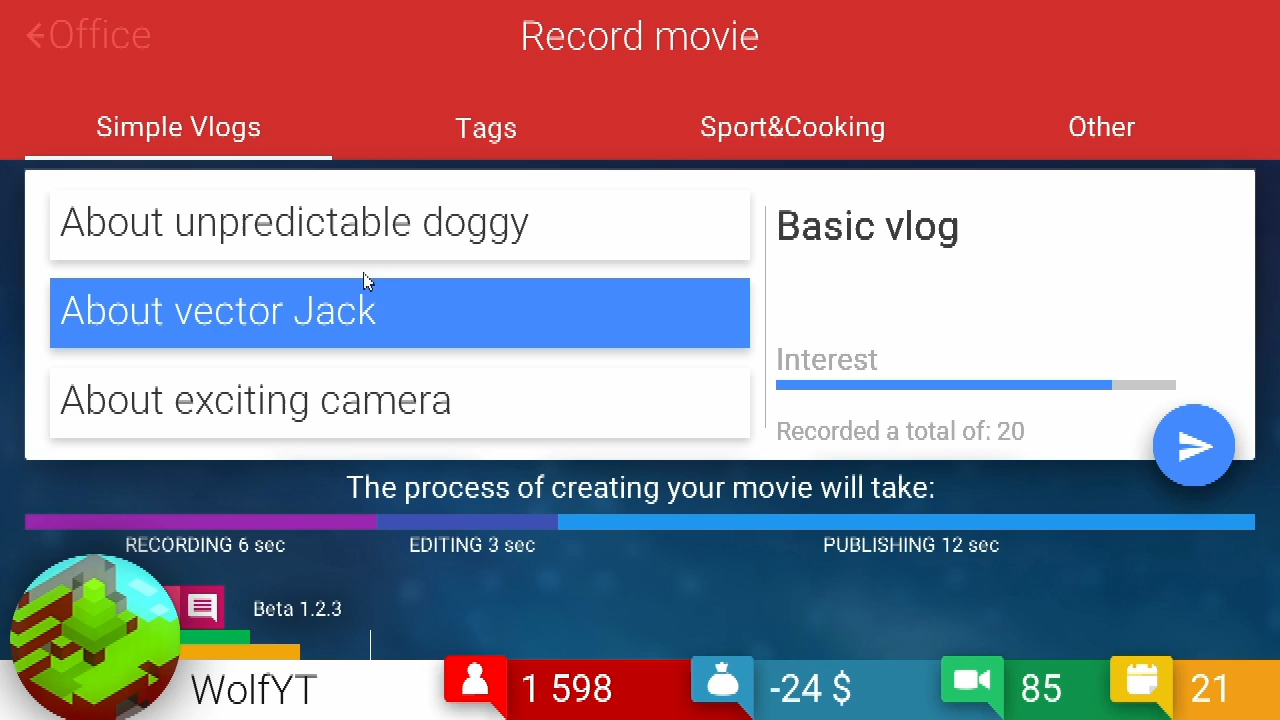 Office
Record movie
Simple Vlogs
Tags
Sport&Cooking
Other
About unpredictable doggy
About vector Jack
About exciting camera
Basic vlog
Interest
Recorded a total of: 20
The process of creating your movie will take:
RECORDING 6 sec
EDITING 3 sec
PUBLISHING 12 sec
Beta 1.2.3
WolfYT
1 598
-24 $
85
21